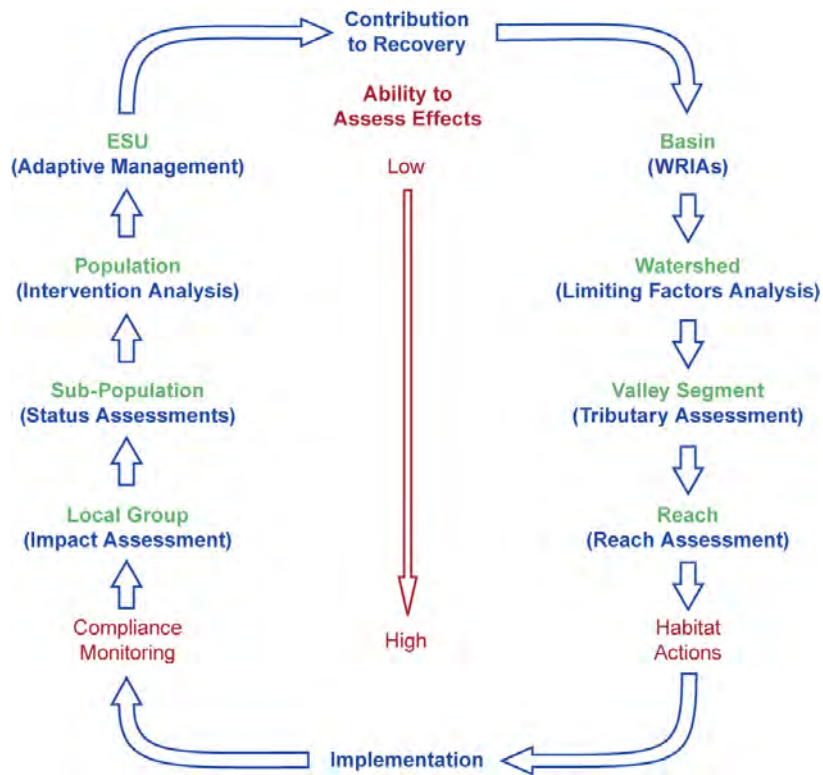 Contribution
to Recovery
Ability to
Assess Effects
ESU
(Adaptive Management)
Low
Basin
(WRIAs)
Population
(Intervention Analysis)
Watershed
(Limiting Factors Analysis)
Sub-Population
(Status Assessments)
Valley Segment
(Tributary Assessment)
Local Group
(Impact Assessment)
Reach
(Reach Assessment)
Compliance
Monitoring
High
Habitat
Actions
Implementation